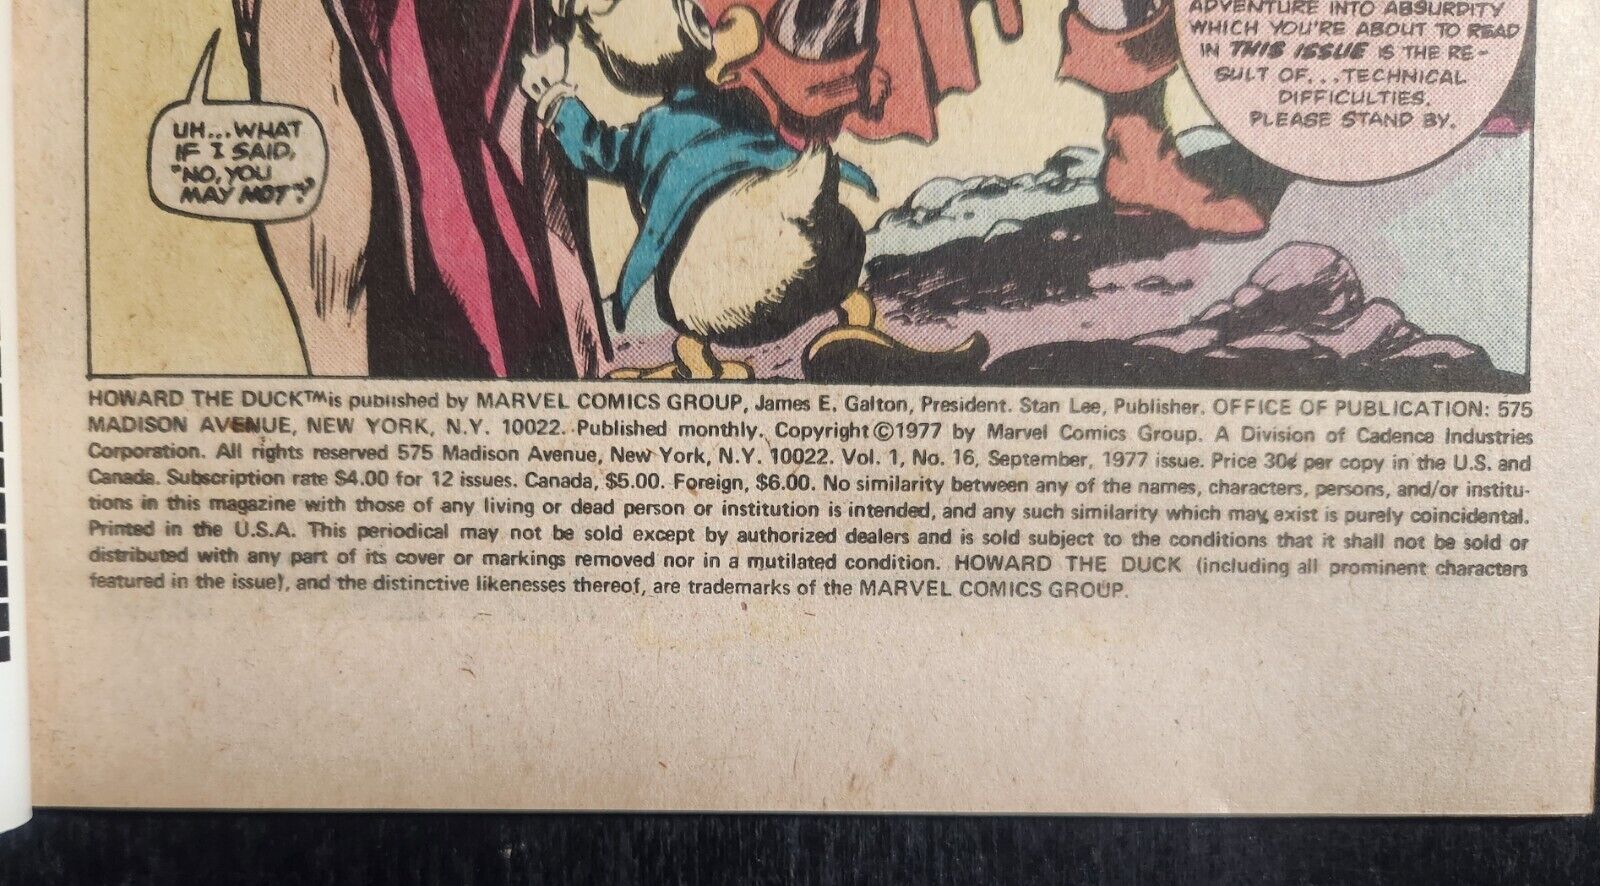 ADVENTURE INTO ABSURDITY
WHICH YOU'RE ABOUT TO READ
IN THIS ISSUE IS THE RE-
SULT OF...TECHNICAL
DIFFICULTIES.
PLEASE STAND BY.
UH...WHAT
IF I SAID,
"NO, YOU
MAY NOT"?
HOWARD THE DUCK™ is published by MARVEL COMICS GROUP, James E. Galton, President. Stan Lee, Publisher. OFFICE OF PUBLICATION: 575
MADISON AVENUE, NEW YORK, N.Y. 10022. Published monthly. Copyright ©1977 by Marvel Comics Group. A Division of Cadence Industries
Corporation. All rights reserved 575 Madison Avenue, New York, N.Y. 10022. Vol. 1, No. 16, September, 1977 issue. Price 30¢ per copy in the U.S. and
Canada. Subscription rate $4.00 for 12 issues. Canada, $5.00. Foreign, $6.00. No similarity between any of the names, characters, persons, and/or institu-
tions in this magazine with those of any living or dead person or institution is intended, and any such similarity which may exist is purely coincidental.
Printed in the U.S.A. This periodical may not be sold except by authorized dealers and is sold subject to the conditions that it shall not be sold or
distributed with any part of its cover or markings removed nor in a mutilated condition. HOWARD THE DUCK (including all prominent characters
featured in the issue), and the distinctive likenesses thereof, are trademarks of the MARVEL COMICS GROUP.